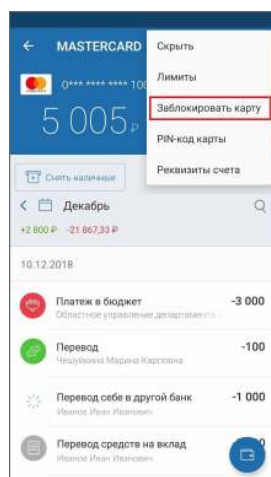 MASTERCARD
Скрыть
0*** **** **** 100
Лимиты
5 005
Заблокировать карту
PIN-код карты
Снять наличные
Реквизиты счета
Декабрь
+2 800 ₽ -21 867,33 ₽
10.12.2018
Платеж в бюджет -3 000
Областное управление департамента
Перевод -100
Чешуйкина Марина Карповна
Перевод себе в другой банк -1 000
Иванов Иван Иванович
Перевод средств на вклад
Иванов Иван Иванович